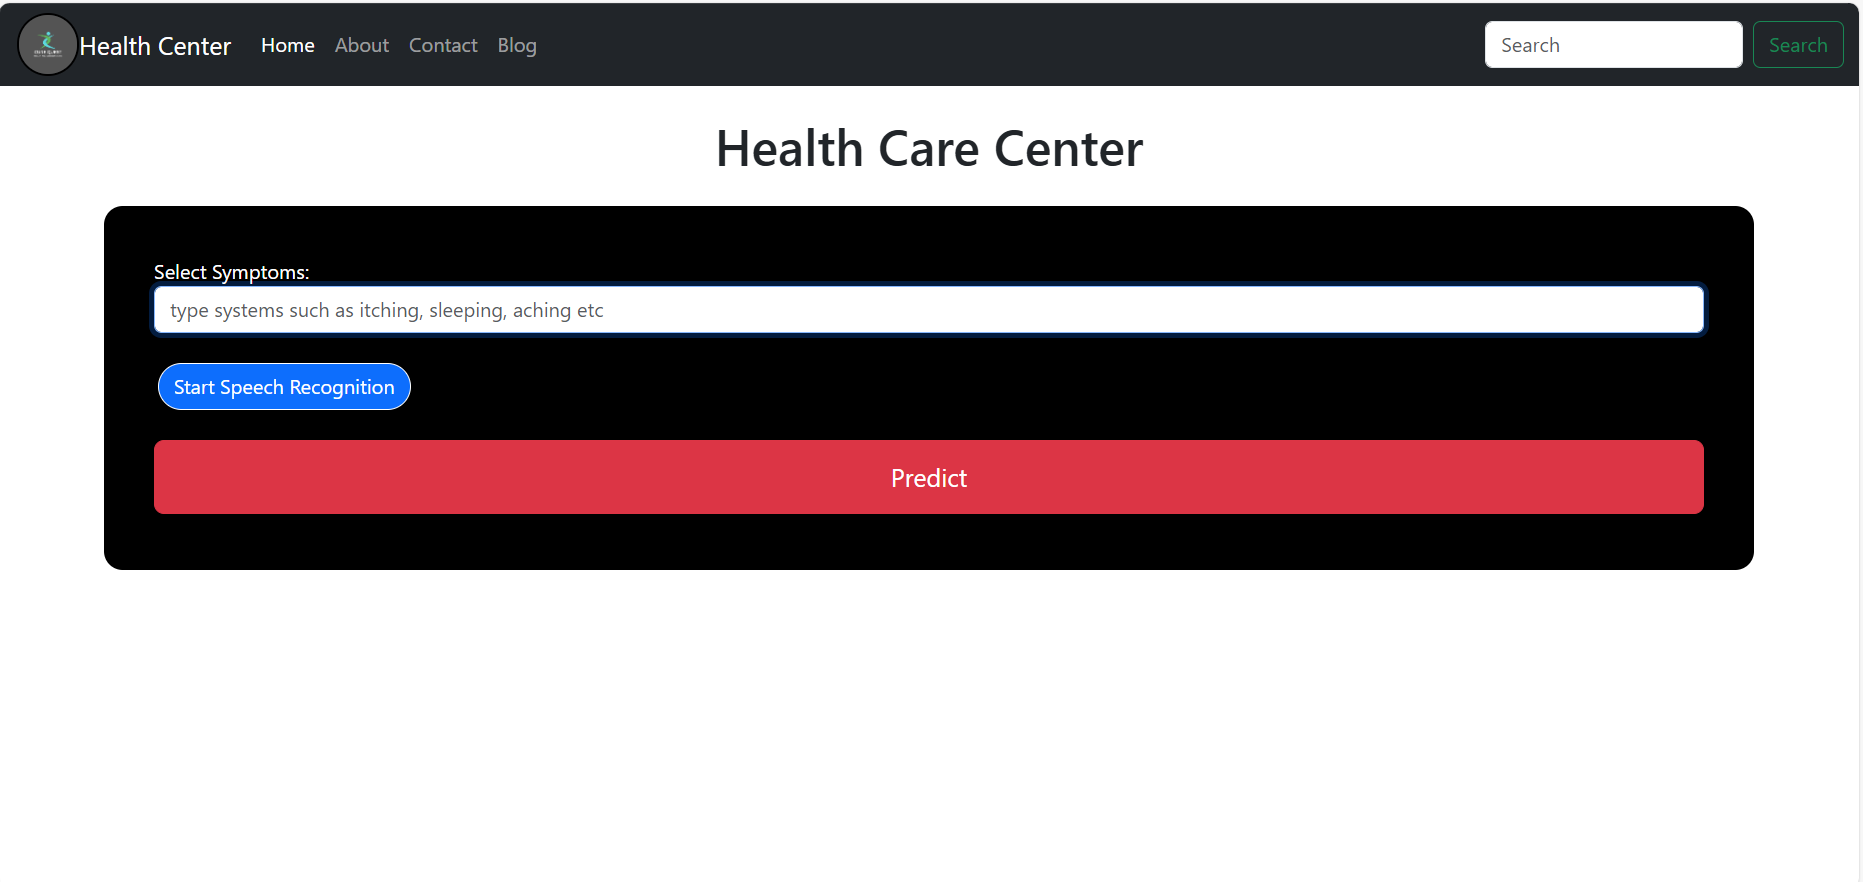 Health Center Home About Contact Blog Search Search
Health Care Center
Select Symptoms:
type systems such as itching, sleeping, aching etc
Start Speech Recognition
Predict